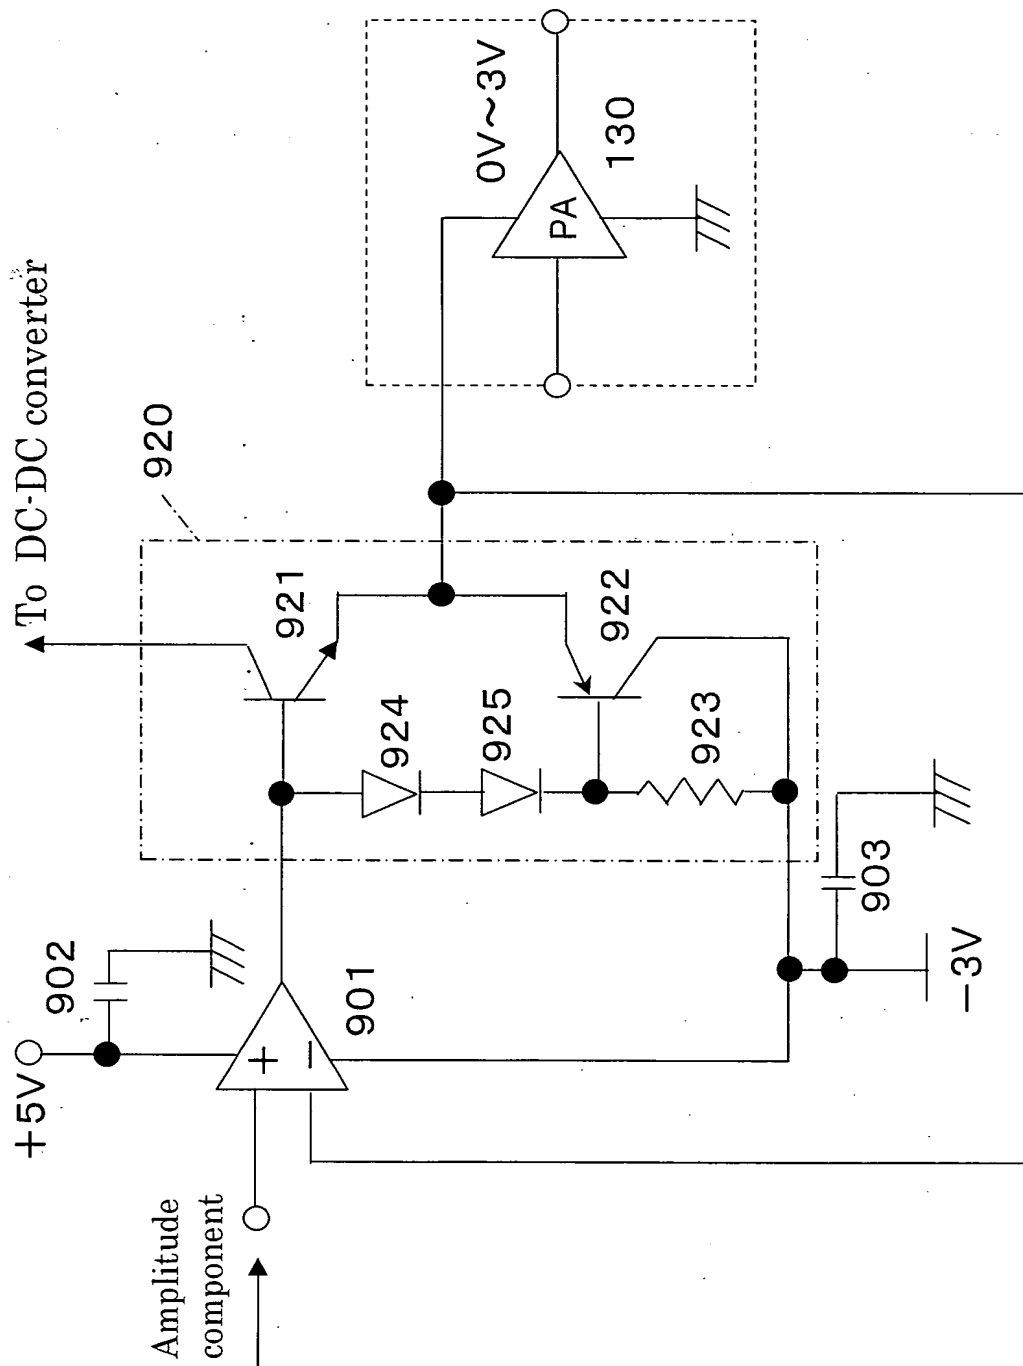 To DC-DC converter
920
+5V
902
921
924
925
922
923
901
+
−
903
−3V
Amplitude
component
0V~3V
PA
130